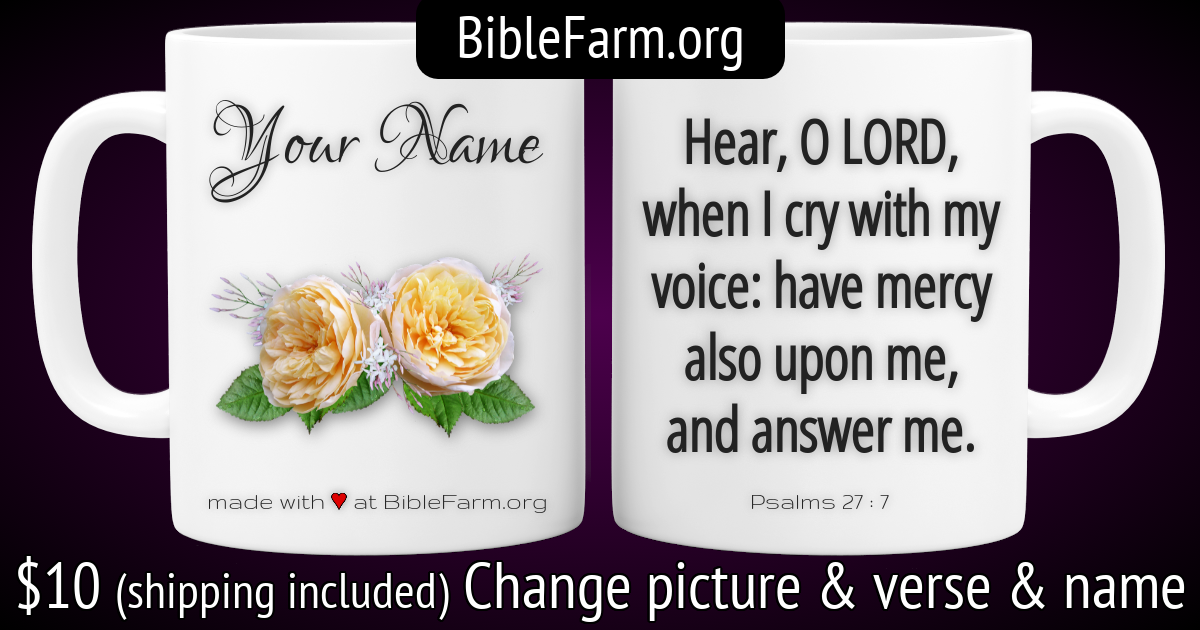 BibleFarm.org
Your Name
made with ♥ at BibleFarm.org
Hear, O LORD,
when I cry with my
voice: have mercy
also upon me,
and answer me.
Psalms 27 : 7
$10 (shipping included) Change picture & verse & name